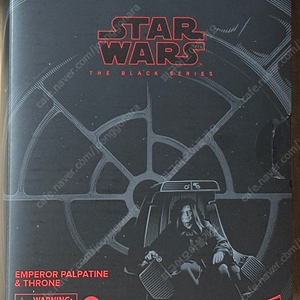 STAR
WARS
THE BLACK SERIES
EMPEROR PALPATINE
& THRONE
WARNING: